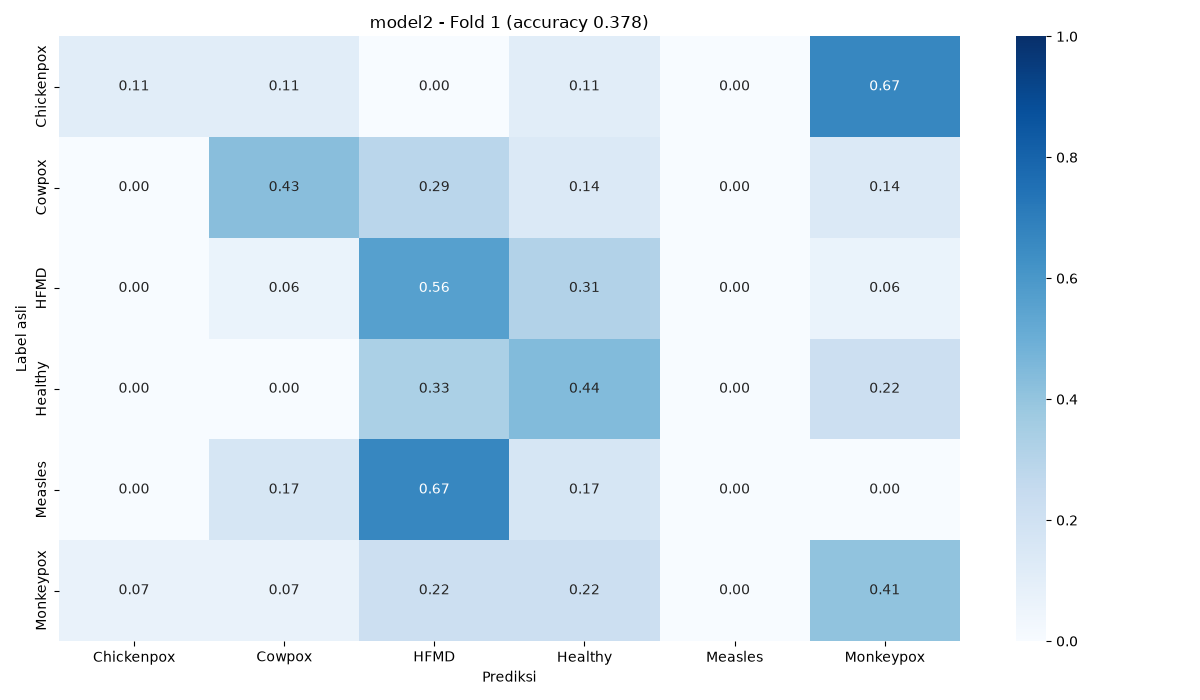 model2 - Fold 1 (accuracy 0.378)
Label asli
Chickenpox 0.11 0.11 0.00 0.11 0.00 0.67
Cowpox 0.00 0.43 0.29 0.14 0.00 0.14
HFMD 0.00 0.06 0.56 0.31 0.00 0.06
Healthy 0.00 0.00 0.33 0.44 0.00 0.22
Measles 0.00 0.17 0.67 0.17 0.00 0.00
Monkeypox 0.07 0.07 0.22 0.22 0.00 0.41
Chickenpox Cowpox HFMD Healthy Measles Monkeypox
Prediksi
1.0
0.8
0.6
0.4
0.2
0.0